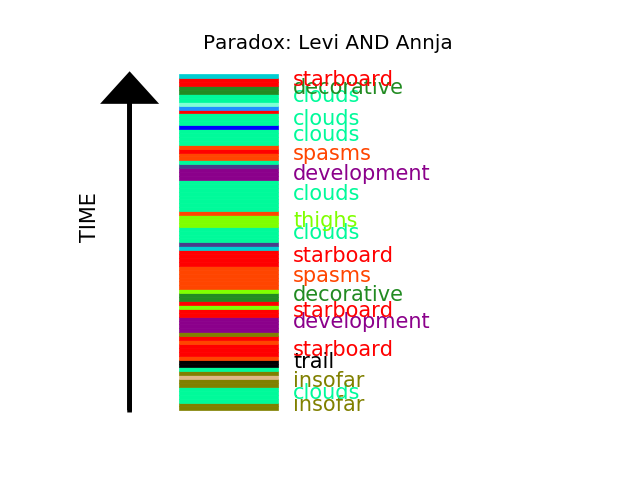 Paradox: Levi AND Annja
starboard
decorative
clouds
clouds
clouds
spasms
development
clouds
thighs
clouds
starboard
spasms
decorative
starboard
development
starboard
trail
insofar
clouds
insofar
TIME